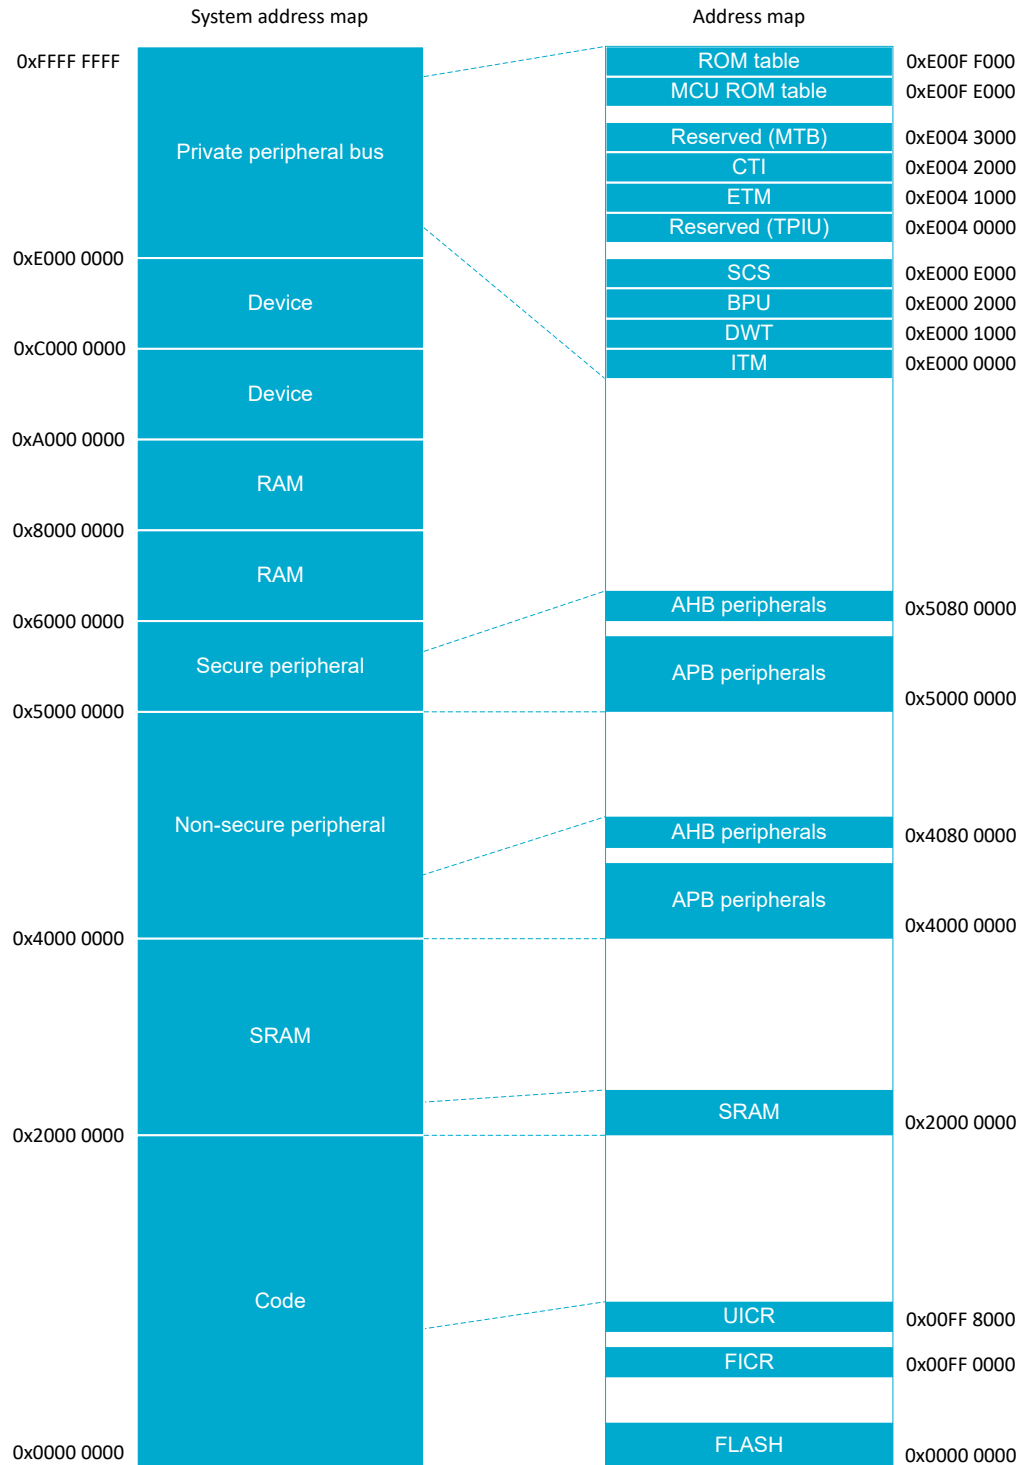 System address map
Address map
0xFFFF FFFF
Private peripheral bus
0xE000 0000
Device
0xC000 0000
Device
0xA000 0000
RAM
0x8000 0000
RAM
0x6000 0000
Secure peripheral
0x5000 0000
Non-secure peripheral
0x4000 0000
SRAM
0x2000 0000
Code
0x0000 0000
ROM table 0xE00F F000
MCU ROM table 0xE00F E000
Reserved (MTB) 0xE004 3000
CTI 0xE004 2000
ETM 0xE004 1000
Reserved (TPIU) 0xE004 0000
SCS 0xE000 E000
BPU 0xE000 2000
DWT 0xE000 1000
ITM 0xE000 0000
AHB peripherals 0x5080 0000
APB peripherals
0x5000 0000
AHB peripherals 0x4080 0000
APB peripherals
0x4000 0000
SRAM 0x2000 0000
UICR 0x00FF 8000
FICR 0x00FF 0000
FLASH 0x0000 0000